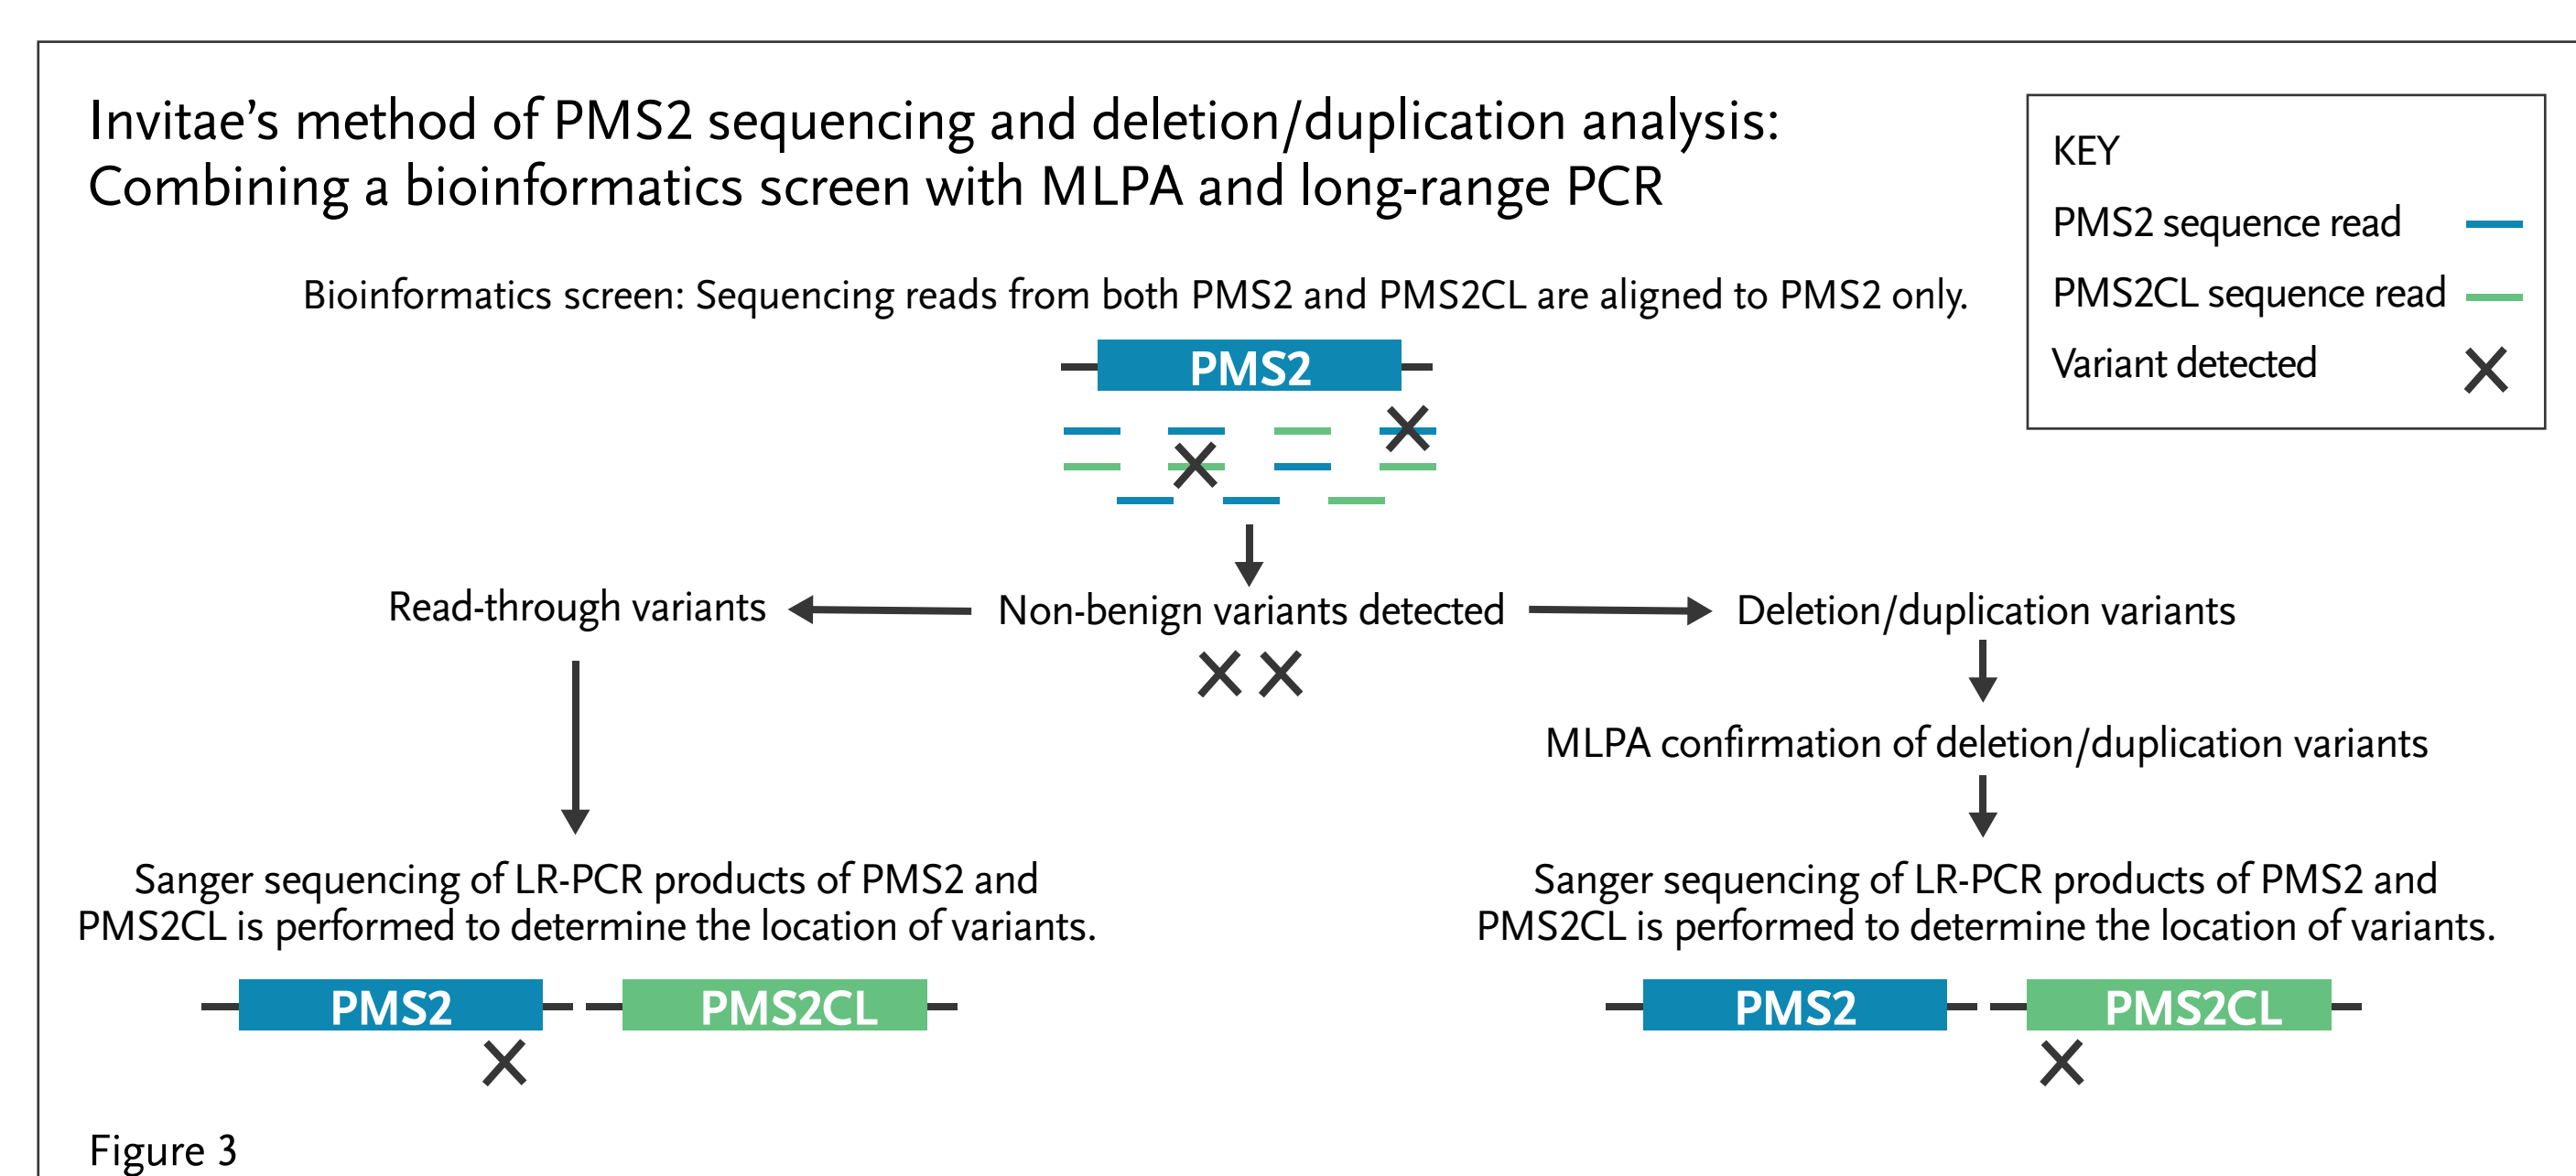 Invitae’s method of PMS2 sequencing and deletion/duplication analysis:
Combining a bioinformatics screen with MLPA and long-range PCR
KEY
PMS2 sequence read
PMS2CL sequence read
Variant detected
Bioinformatics screen: Sequencing reads from both PMS2 and PMS2CL are aligned to PMS2 only.
PMS2
Read-through variants
Non-benign variants detected
Deletion/duplication variants
MLPA confirmation of deletion/duplication variants
Sanger sequencing of LR-PCR products of PMS2 and
PMS2CL is performed to determine the location of variants.
PMS2
PMS2CL
Sanger sequencing of LR-PCR products of PMS2 and
PMS2CL is performed to determine the location of variants.
PMS2
PMS2CL
Figure 3